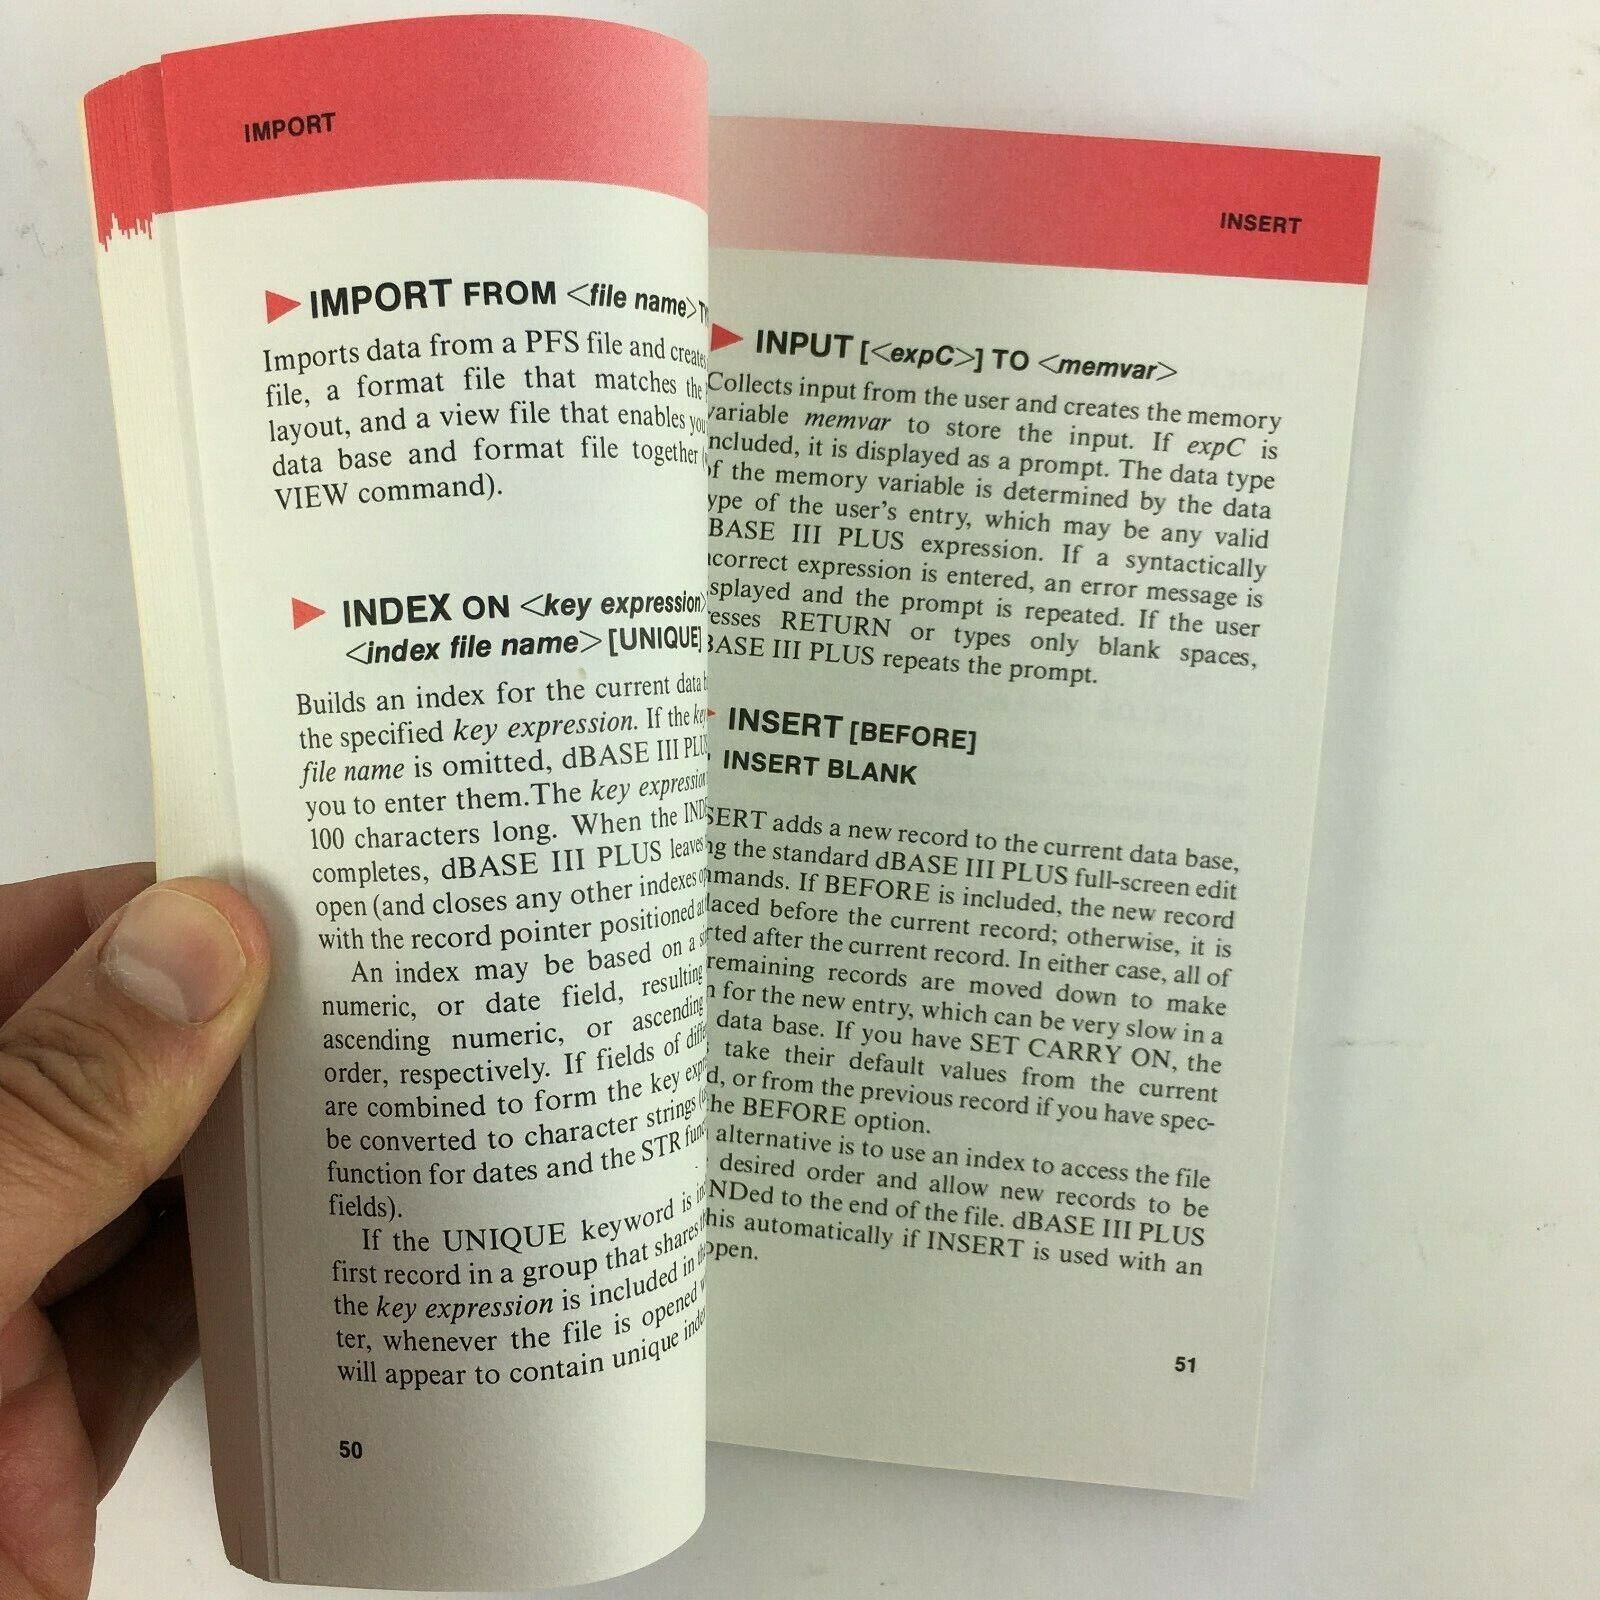 IMPORT
IMPORT FROM <file name>
Imports data from a PFS file and creates
file, a format file that matches the
layout, and a view file that enables you
data base and format file together
VIEW command).
INDEX ON <key expression>
<index file name> [UNIQUE]
Builds an index for the current data
the specified key expression. If the
file name is omitted, dBASE III
you to enter them.The key expression
100 characters long. When the
completes, dBASE III PLUS leaves
open (and closes any other indexes
with the record pointer positioned
An index may be based on a
numeric, or date field, resulting
ascending numeric, or ascending
order, respectively. If fields of
are combined to form the key
be converted to character strings
function for dates and the STR
fields).
If the UNIQUE keyword is
first record in a group that shares
the key expression is included in
ter, whenever the file is opened
will appear to contain unique
50
INSERT
INPUT [<expC>] TO <memvar>
Collects input from the user and creates the memory
variable memvar to store the input. If expC is
included, it is displayed as a prompt. The data type
of the memory variable is determined by the data
type of the user's entry, which may be any valid
dBASE III PLUS expression. If a syntactically
incorrect expression is entered, an error message is
displayed and the prompt is repeated. If the user
presses RETURN or types only blank spaces,
dBASE III PLUS repeats the prompt.
INSERT [BEFORE]
INSERT BLANK
INSERT adds a new record to the current data base,
the standard dBASE III PLUS full-screen edit
commands. If BEFORE is included, the new record
placed before the current record; otherwise, it is
after the current record. In either case, all of
remaining records are moved down to make
for the new entry, which can be very slow in a
data base. If you have SET CARRY ON, the
take their default values from the current
or from the previous record if you have spec-
the BEFORE option.
alternative is to use an index to access the file
desired order and allow new records to be
to the end of the file. dBASE III PLUS
this automatically if INSERT is used with an
open.
51